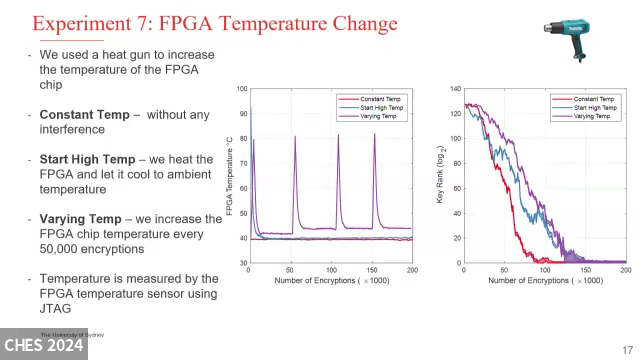 Experiment 7: FPGA Temperature Change
- We used a heat gun to increase
the temperature of the FPGA
chip
- Constant Temp – without any
interference
- Start High Temp – we heat the
FPGA and let it cool to ambient
temperature
- Varying Temp – we increase the
FPGA chip temperature every
50,000 encryptions
- Temperature is measured by the
FPGA temperature sensor using
JTAG
FPGA Temperature °C
100
90
80
70
60
50
40
30
0
50
100
150
200
Number of Encryptions ( ×1000)
Constant Temp
Start High Temp
Varying Temp
Key Rank (log2)
140
120
100
80
60
40
20
0
0
50
100
150
200
Number of Encryptions ( ×1000)
Constant Temp
Start High Temp
Varying Temp
The University of Sydney
CHES 2024
17